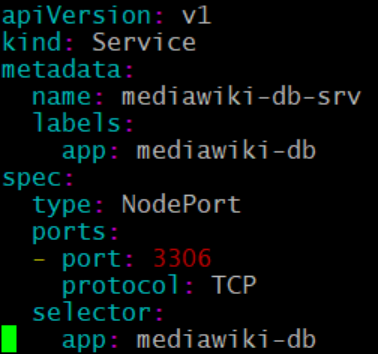 apiVersion: v1
kind: Service
metadata:
  name: mediawiki-db-srv
  labels:
    app: mediawiki-db
spec:
  type: NodePort
  ports:
  - port: 3306
    protocol: TCP
  selector:
    app: mediawiki-db